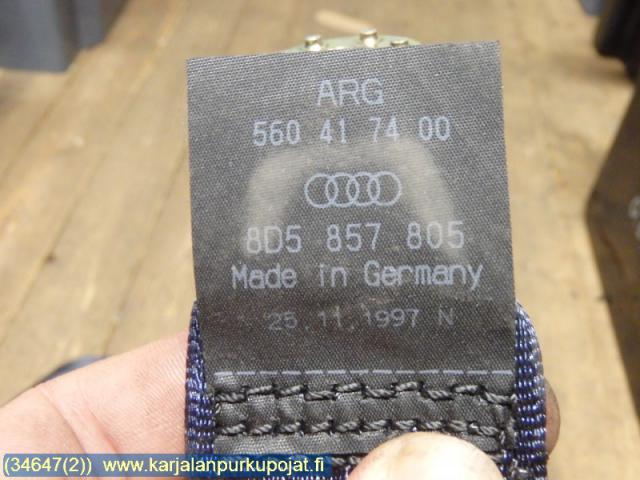 ARG
560 41 74 00
8D5 857 805
Made in Germany
25.11.1997 N
(34647(2)) www.karjalanpurkupojat.fi